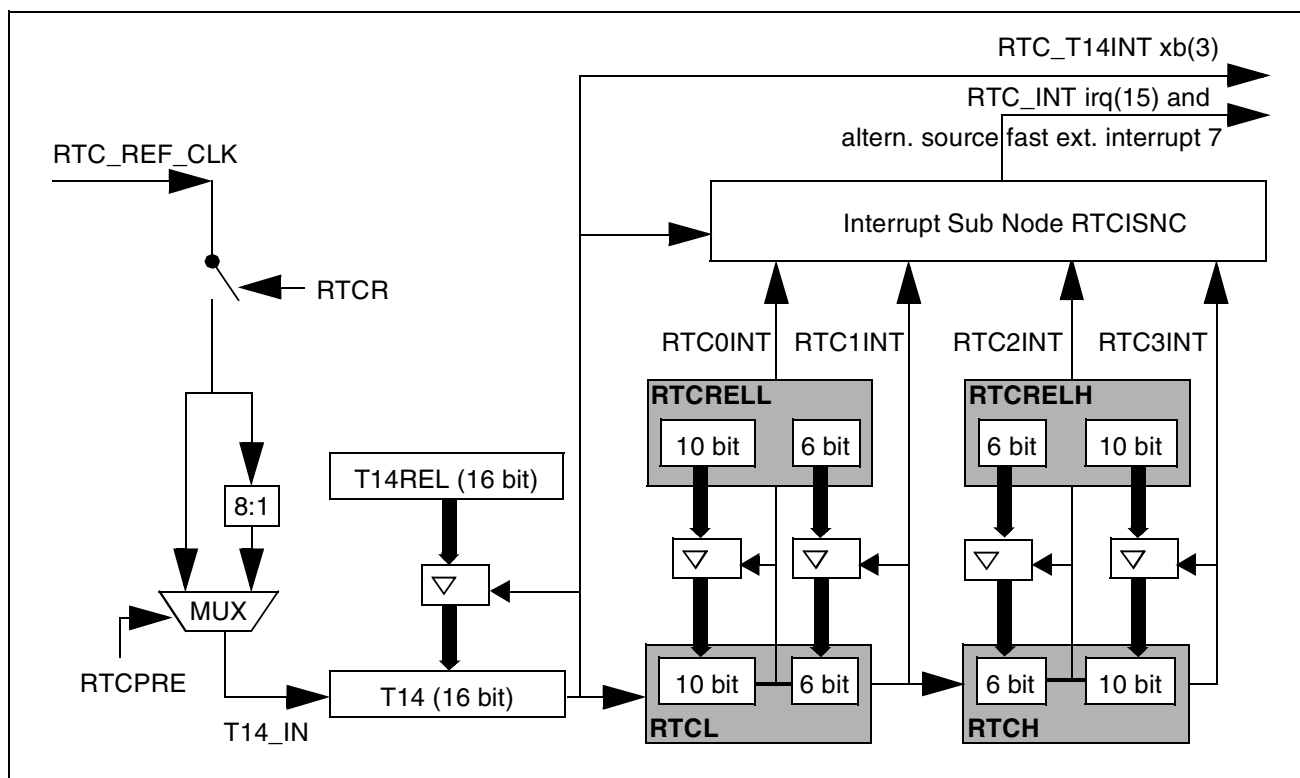 RTC_T14INT xb(3)
RTC_INT irq(15) and
altern. source fast ext. interrupt 7
RTC_REF_CLK
Interrupt Sub Node RTCISNC
RTCR
RTC0INT
RTC1INT
RTC2INT
RTC3INT
RTCRELL
RTCRELH
10 bit
6 bit
6 bit
10 bit
T14REL (16 bit)
8:1
MUX
RTCPRE
T14_IN
T14 (16 bit)
10 bit
6 bit
6 bit
10 bit
RTCL
RTCH